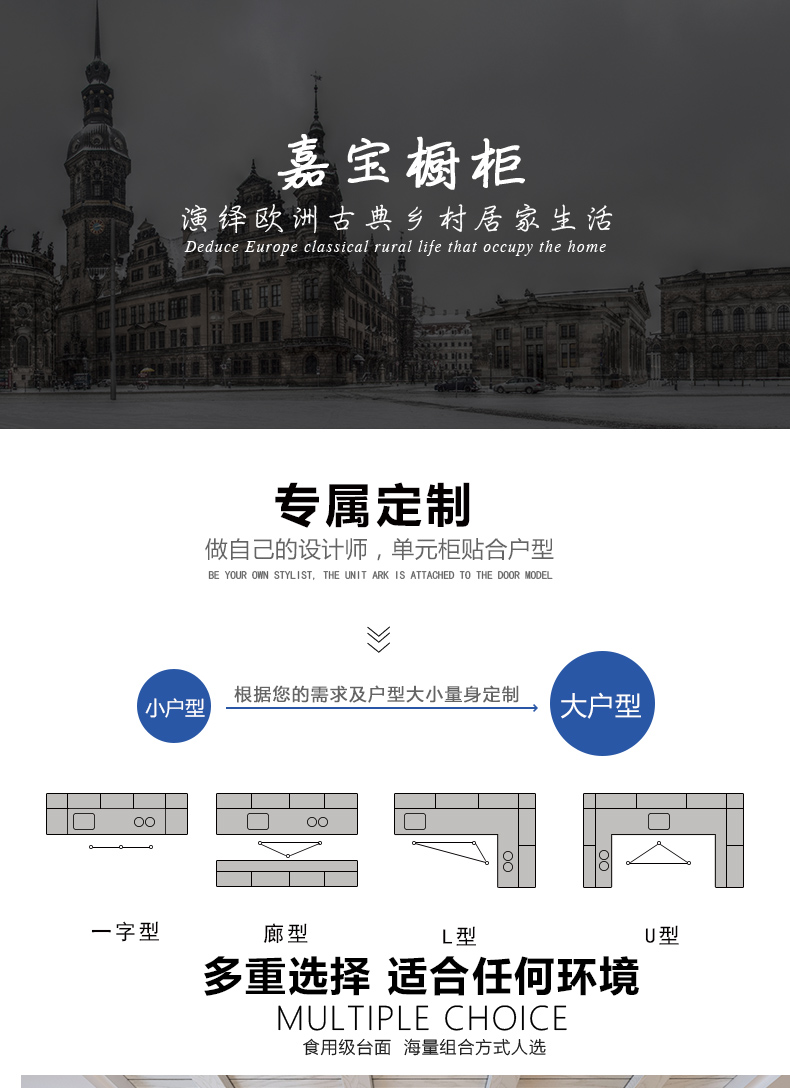 嘉宝橱柜
演绎欧洲古典乡村居家生活
Deduce Europe classical rural life that occupy the home
专属定制
做自己的设计师，单元柜贴合户型
BE YOUR OWN STYLIST, THE UNIT ARK IS ATTACHED TO THE DOOR MODEL
小户型
根据您的需求及户型大小量身定制
大户型
一字型
廊型
L型
U型
多重选择 适合任何环境
MULTIPLE CHOICE
食用级台面 海量组合方式人选